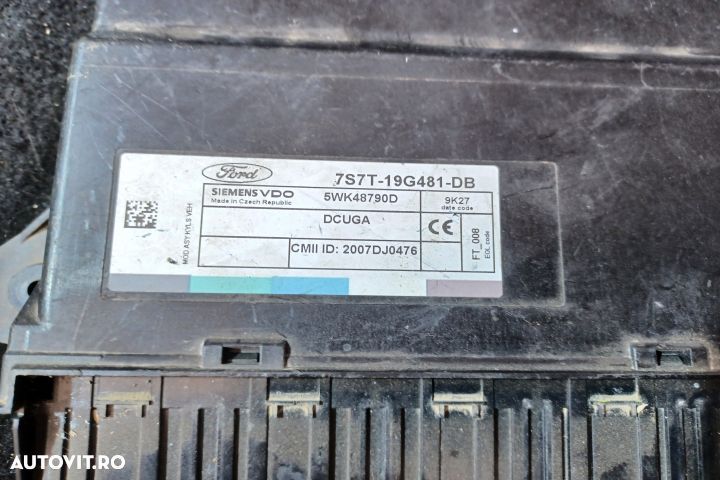 Ford
7S7T-19G481-DB
SIEMENS VDO
Made in Czech Republic
5WK48790D
9K27
date code
DCUGA
CE
CMII ID: 2007DJ0476
MOD ASY KYLS VEH
FT_008
EOL code
AUTOVIT.RO